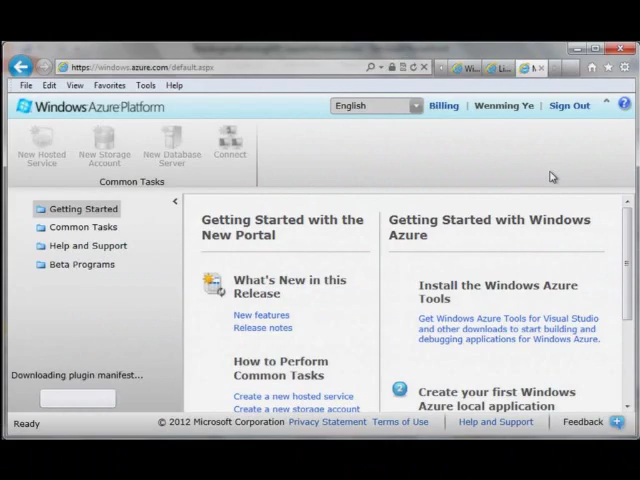 https://windows.azure.com/default.aspx
Wi...
Li...
File Edit View Favorites Tools Help
Windows Azure Platform
English
Billing | Wenming Ye | Sign Out
New Hosted Service
New Storage Account
New Database Server
Connect
Common Tasks
Getting Started
Common Tasks
Help and Support
Beta Programs
Downloading plugin manifest...
Getting Started with the
New Portal
What's New in this
Release
New features
Release notes
How to Perform
Common Tasks
Create a new hosted service
Create a new storage account
Getting Started with Windows
Azure
Install the Windows Azure
Tools
Get Windows Azure Tools for Visual Studio
and other downloads to start building and
debugging applications for Windows Azure.
2
Create your first Windows
Azure local application
Ready
© 2012 Microsoft Corporation Privacy Statement Terms of Use
Help and Support
Feedback